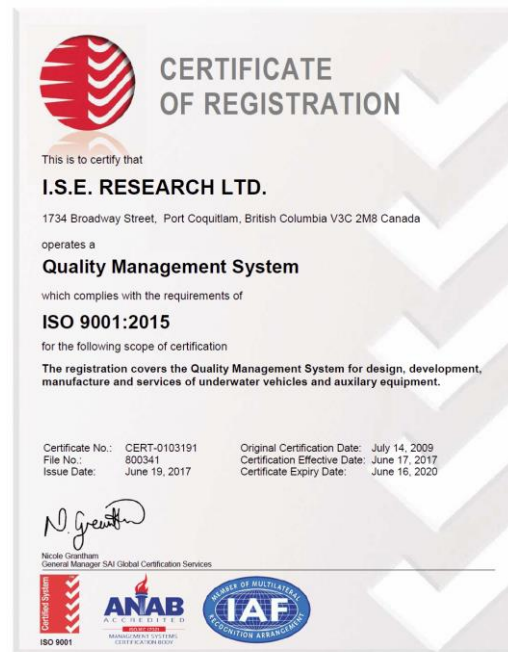 CERTIFICATE
OF REGISTRATION
This is to certify that
I.S.E. RESEARCH LTD.
1734 Broadway Street, Port Coquitlam, British Columbia V3C 2M8 Canada
operates a
Quality Management System
which complies with the requirements of
ISO 9001:2015
for the following scope of certification
The registration covers the Quality Management System for design, development,
manufacture and services of underwater vehicles and auxilary equipment.
Certificate No.: CERT-0103191 Original Certification Date: July 14, 2009
File No.: 800341 Certification Effective Date: June 17, 2017
Issue Date: June 19, 2017 Certificate Expiry Date: June 16, 2020
N. Grantham
Nicole Grantham
General Manager SAI Global Certification Services
Certified System
ISO 9001
ANAB
ACCREDITED
MANAGEMENT SYSTEMS
CERTIFICATION BODY
MEMBER OF MULTILATERAL
IAF
RECOGNITION ARRANGEMENT